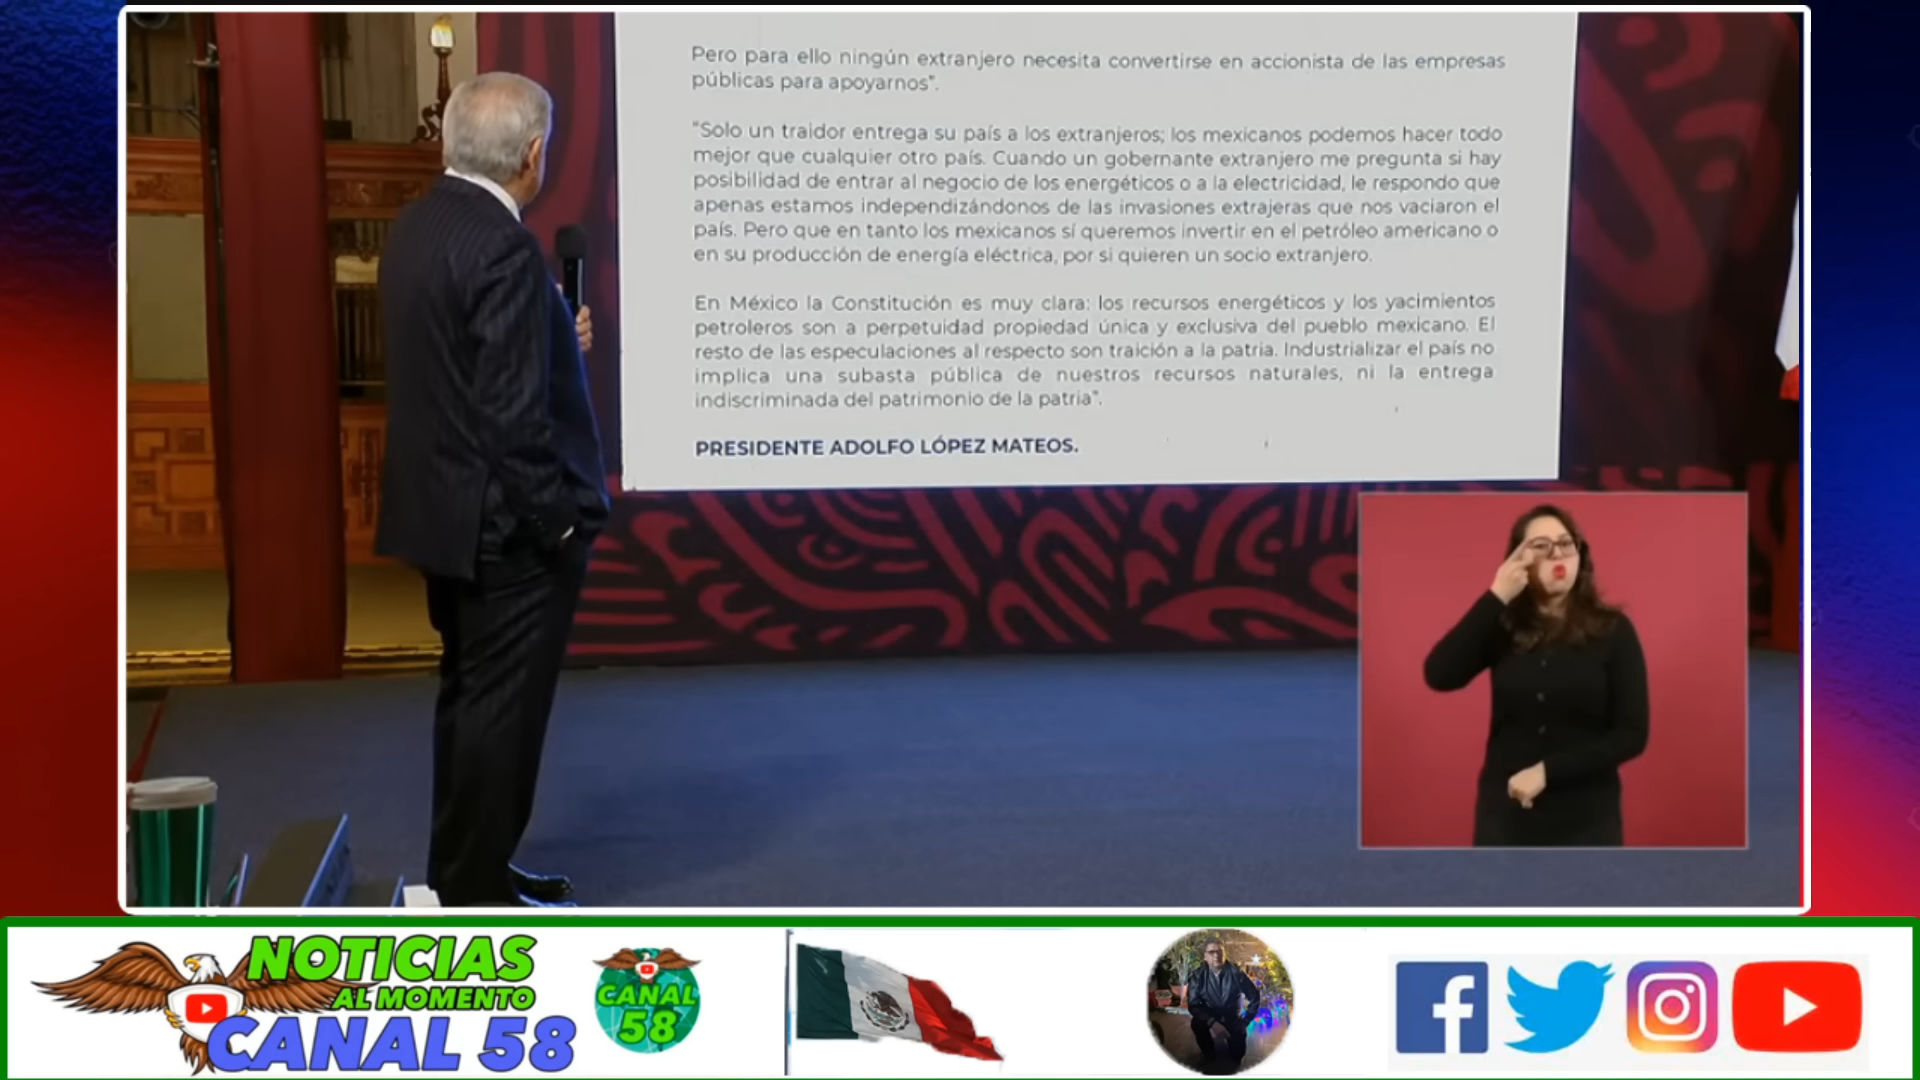 Pero para ello ningún extranjero necesita convertirse en accionista de las empresas
públicas para apoyarnos".
"Solo un traidor entrega su país a los extranjeros; los mexicanos podemos hacer todo
mejor que cualquier otro país. Cuando un gobernante extranjero me pregunta si hay
posibilidad de entrar al negocio de los energéticos o a la electricidad, le respondo que
apenas estamos independizándonos de las invasiones extrajeras que nos vaciaron el
país. Pero que en tanto los mexicanos sí queremos invertir en el petróleo americano o
en su producción de energía eléctrica, por si quieren un socio extranjero.
En México la Constitución es muy clara: los recursos energéticos y los yacimientos
petroleros son a perpetuidad propiedad única y exclusiva del pueblo mexicano. El
resto de las especulaciones al respecto son traición a la patria. Industrializar el país no
implica una subasta pública de nuestros recursos naturales, ni la entrega
indiscriminada del patrimonio de la patria".
PRESIDENTE ADOLFO LÓPEZ MATEOS.
NOTICIAS
AL MOMENTO
CANAL 58
CANAL
58